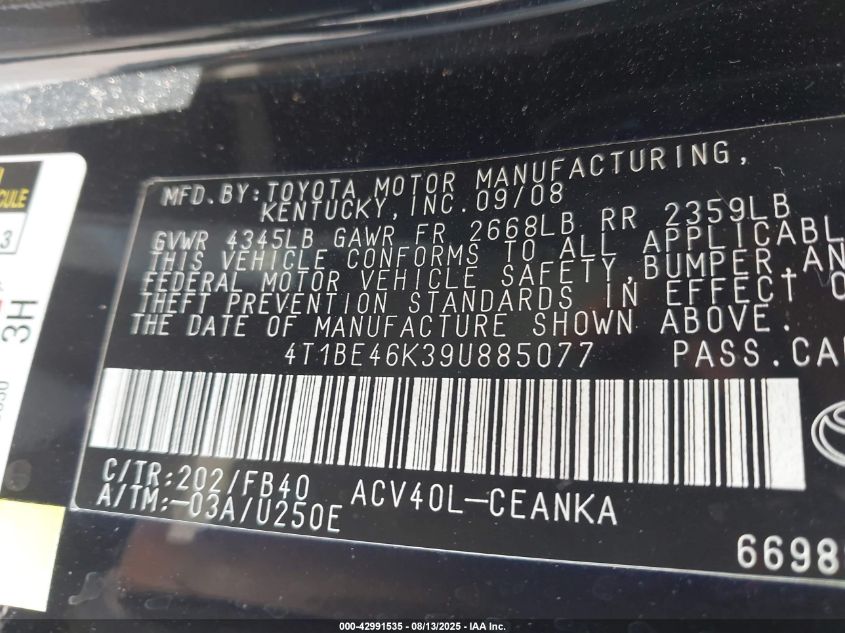 CULE
3
3H
MFD.BY:TOYOTA MOTOR MANUFACTURING,
KENTUCKY,INC.09/08
GVWR 4345LB GAWR FR 2668LB RR 2359LB
THIS VEHICLE CONFORMS TO ALL APPLICABL
FEDERAL MOTOR VEHICLE SAFETY,BUMPER,AN
THEFT PREVENTION STANDARDS IN EFFECT O
THE DATE OF MANUFACTURE SHOWN ABOVE.
4T1BE46K39U885077 PASS.CA
C/TR:202/FB40 ACV40L-CEANKA
A/TM:-03A/U250E
6698
000-42991535 - 08/13/2025 - IAA Inc.